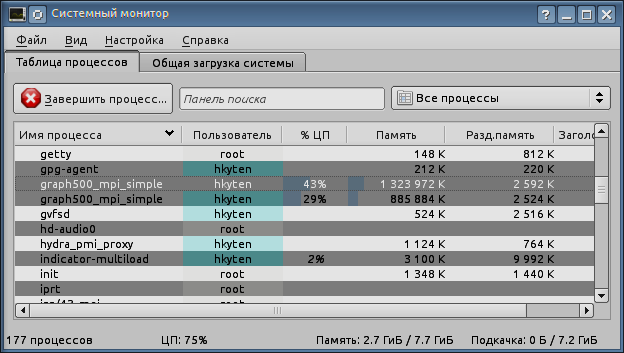 Системный монитор
Файл Вид Настройка Справка
Таблица процессов Общая загрузка системы
Завершить процесс... Панель поиска Все процессы
Имя процесса Пользователь % ЦП Память Разд.память Заголо
getty root 148 K 812 K
gpg-agent hkyten 212 K 220 K
graph500_mpi_simple hkyten 43% 1 323 972 K 2 592 K
graph500_mpi_simple hkyten 29% 885 884 K 2 524 K
gvfsd hkyten 524 K 2 516 K
hd-audio0 root
hydra_pmi_proxy hkyten 1 124 K 764 K
indicator-multiload hkyten 2% 3 100 K 9 992 K
init root 1 348 K 1 440 K
iprt root
177 процессов ЦП: 75% Память: 2.7 ГиБ / 7.7 ГиБ Подкачка: 0 Б / 7.2 ГиБ